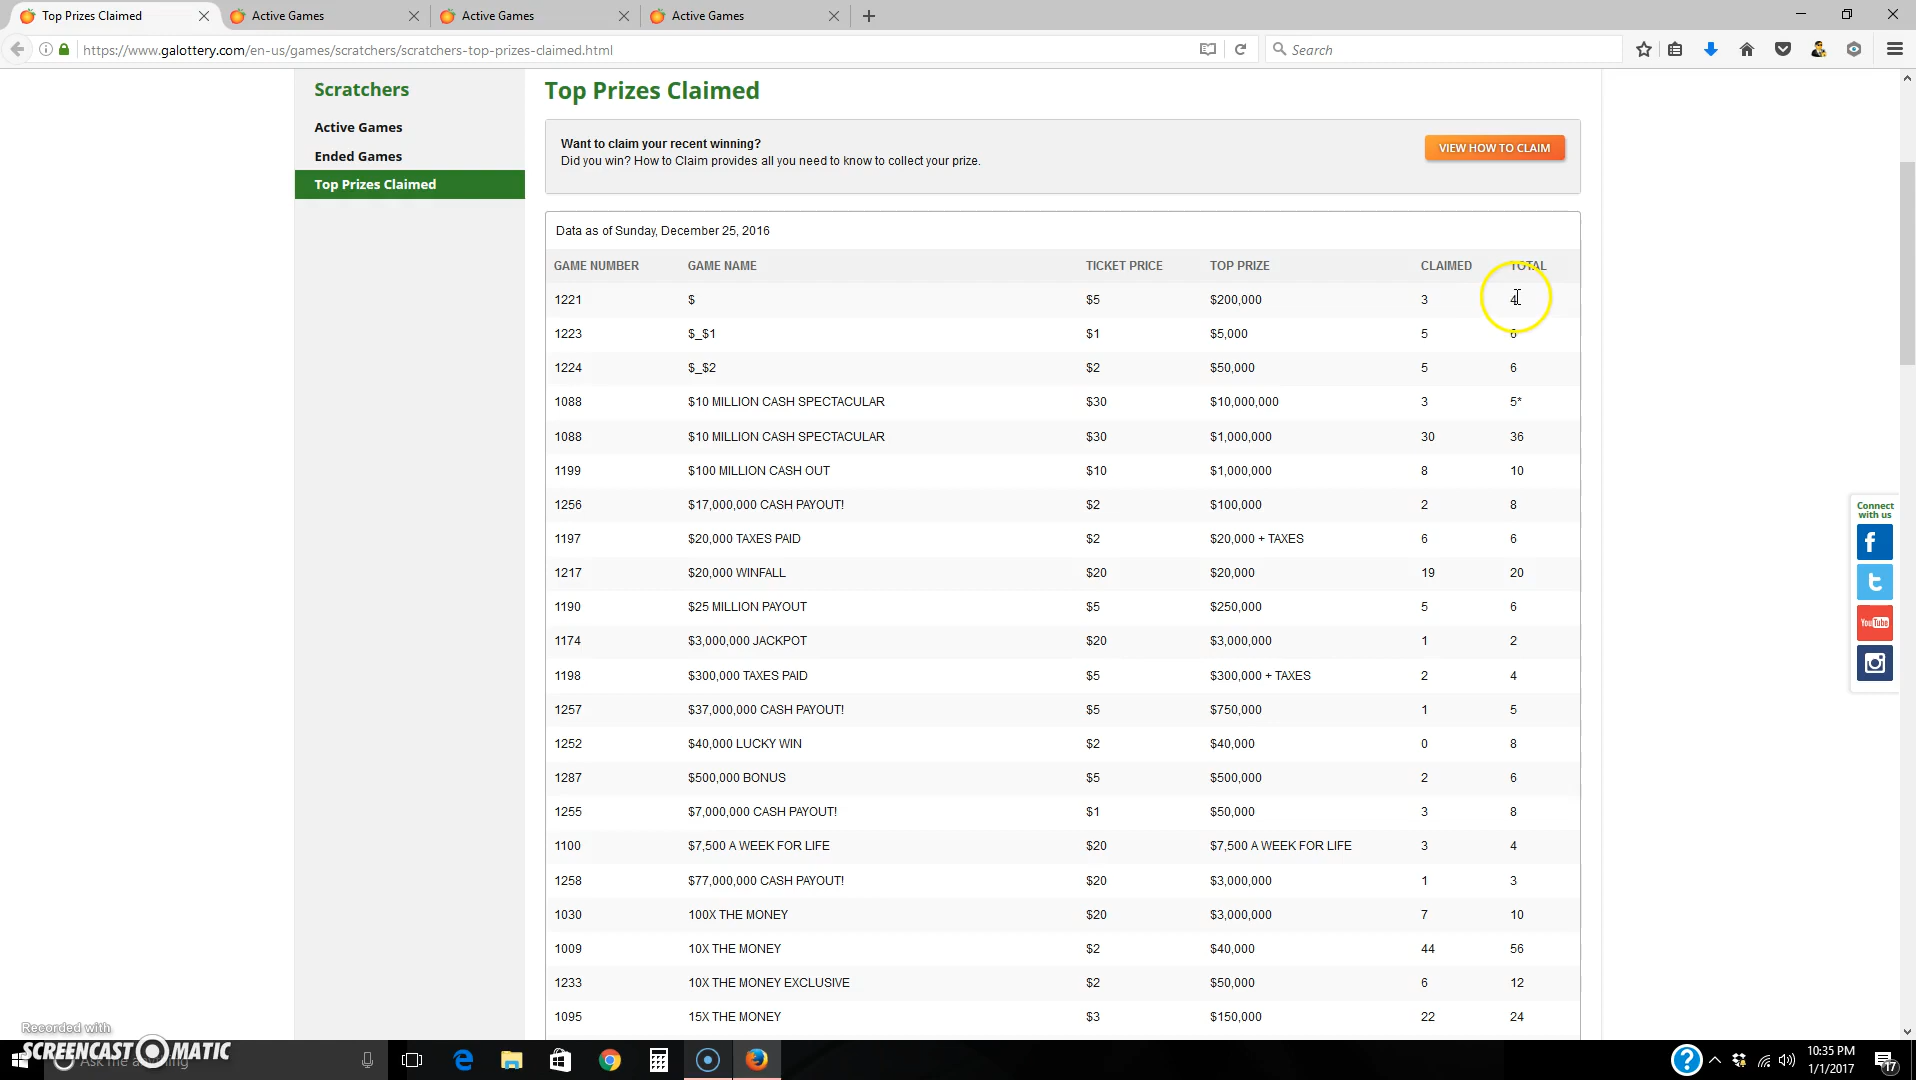 Top Prizes Claimed
Active Games
Active Games
Active Games
https://www.galottery.com/en-us/games/scratchers/scratchers-top-prizes-claimed.html
Search
Scratchers
Active Games
Ended Games
Top Prizes Claimed
Top Prizes Claimed
Want to claim your recent winning?
Did you win? How to Claim provides all you need to know to collect your prize.
VIEW HOW TO CLAIM
Data as of Sunday, December 25, 2016
GAME NUMBER GAME NAME TICKET PRICE TOP PRIZE CLAIMED TOTAL
1221 $ $5 $200,000 3 4
1223 $_$1 $1 $5,000 5 6
1224 $_$2 $2 $50,000 5 6
1088 $10 MILLION CASH SPECTACULAR $30 $10,000,000 3 5*
1088 $10 MILLION CASH SPECTACULAR $30 $1,000,000 30 36
1199 $100 MILLION CASH OUT $10 $1,000,000 8 10
1256 $17,000,000 CASH PAYOUT! $2 $100,000 2 8
1197 $20,000 TAXES PAID $2 $20,000 + TAXES 6 6
1217 $20,000 WINFALL $20 $20,000 19 20
1190 $25 MILLION PAYOUT $5 $250,000 5 6
1174 $3,000,000 JACKPOT $20 $3,000,000 1 2
1198 $300,000 TAXES PAID $5 $300,000 + TAXES 2 4
1257 $37,000,000 CASH PAYOUT! $5 $750,000 1 5
1252 $40,000 LUCKY WIN $2 $40,000 0 8
1287 $500,000 BONUS $5 $500,000 2 6
1255 $7,000,000 CASH PAYOUT! $1 $50,000 3 8
1100 $7,500 A WEEK FOR LIFE $20 $7,500 A WEEK FOR LIFE 3 4
1258 $77,000,000 CASH PAYOUT! $20 $3,000,000 1 3
1030 100X THE MONEY $20 $3,000,000 7 10
1009 10X THE MONEY $2 $40,000 44 56
1233 10X THE MONEY EXCLUSIVE $2 $50,000 6 12
1095 15X THE MONEY $3 $150,000 22 24
Connect
with us
You Tube
Recorded with
SCREENCAST MATIC
10:35 PM
1/1/2017
17